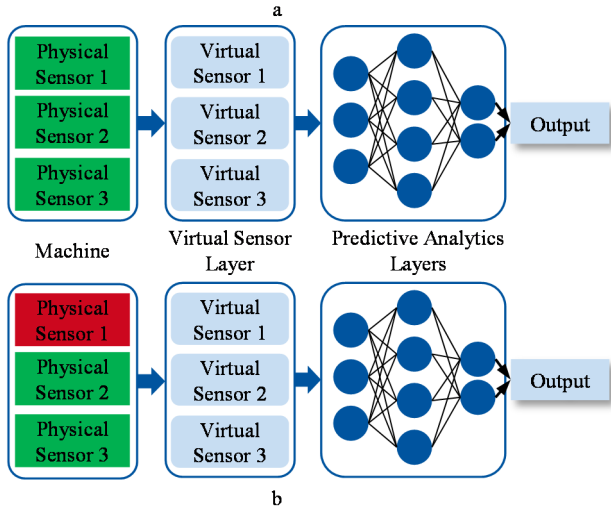 a
Physical
Sensor 1
Physical
Sensor 2
Physical
Sensor 3
Virtual
Sensor 1
Virtual
Sensor 2
Virtual
Sensor 3
Output
Machine
Virtual Sensor
Layer
Predictive Analytics
Layers
Physical
Sensor 1
Physical
Sensor 2
Physical
Sensor 3
Virtual
Sensor 1
Virtual
Sensor 2
Virtual
Sensor 3
Output
b